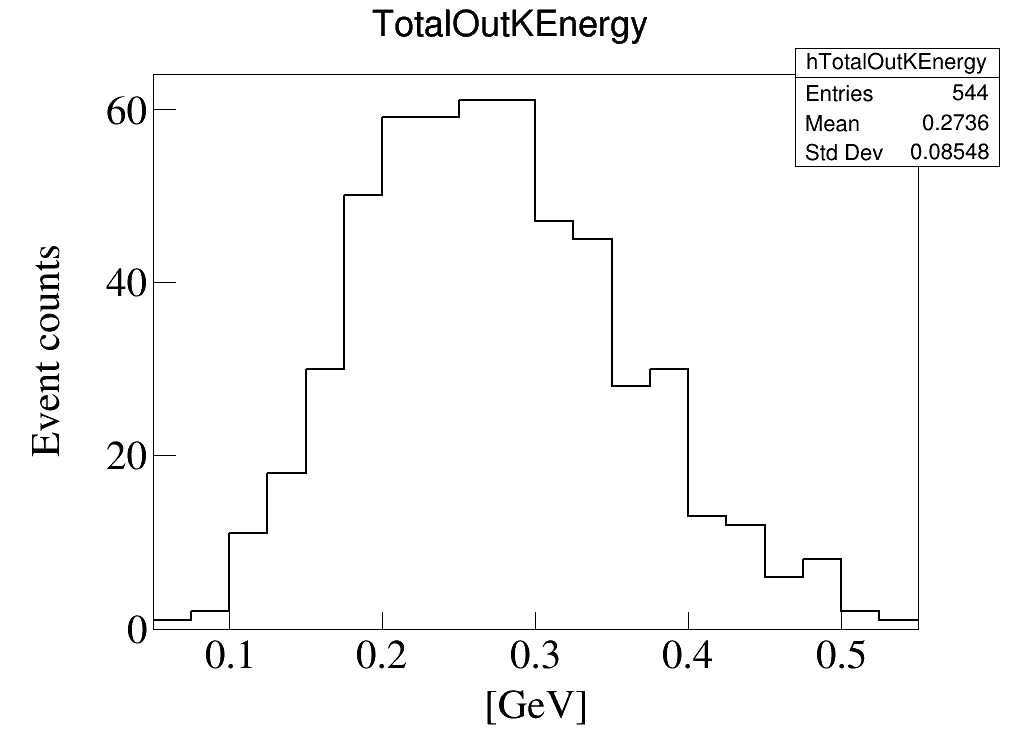 TotalOutKEnergy
hTotalOutKEnergy
Entries 544
Mean 0.2736
Std Dev 0.08548
60
40
20
0
Event counts
0.1 0.2 0.3 0.4 0.5
[GeV]